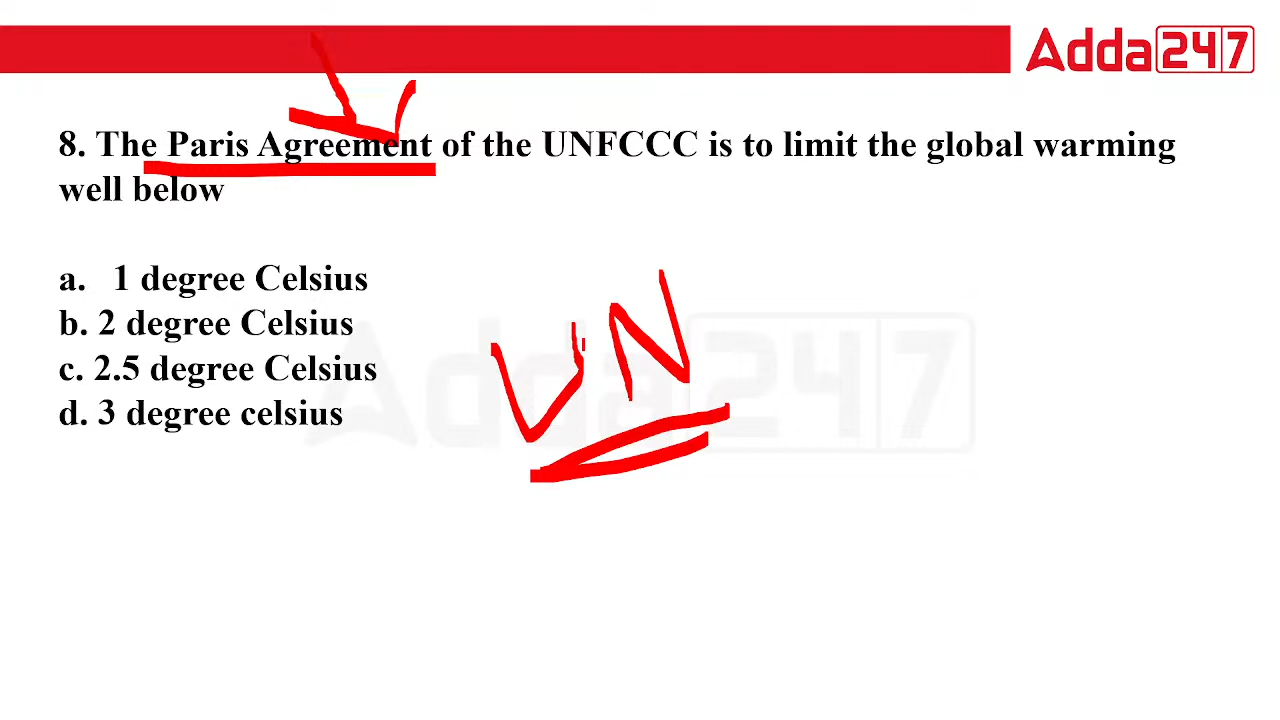 Adda247
8. The Paris Agreement of the UNFCCC is to limit the global warming
well below
a. 1 degree Celsius
b. 2 degree Celsius
c. 2.5 degree Celsius
d. 3 degree celsius
UN
Adda247